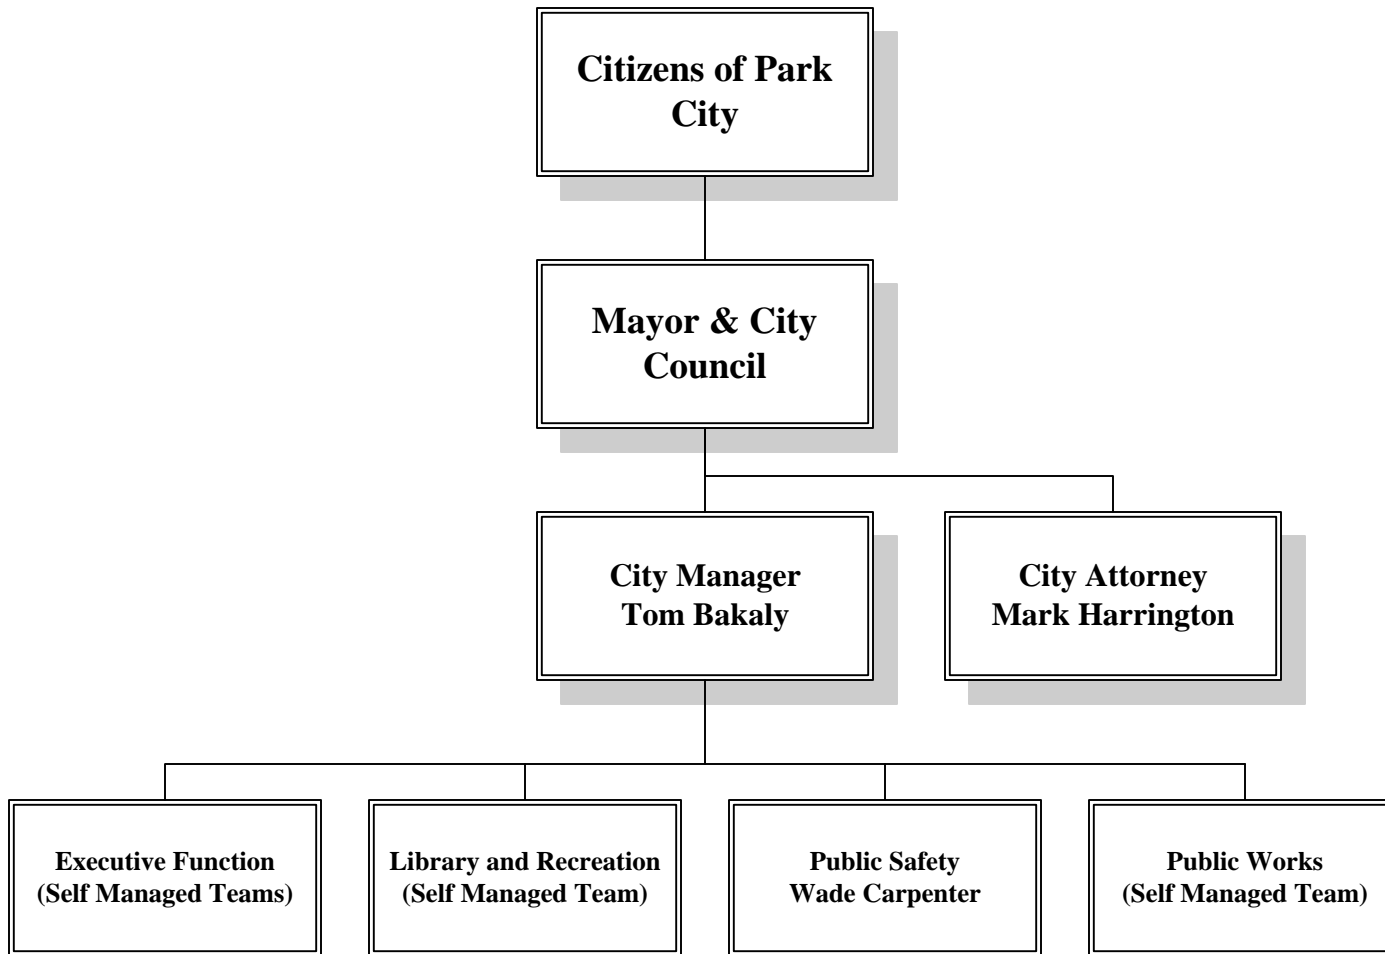 Citizens of Park
City
Mayor & City
Council
City Manager
Tom Bakaly
City Attorney
Mark Harrington
Executive Function
(Self Managed Teams)
Library and Recreation
(Self Managed Team)
Public Safety
Wade Carpenter
Public Works
(Self Managed Team)